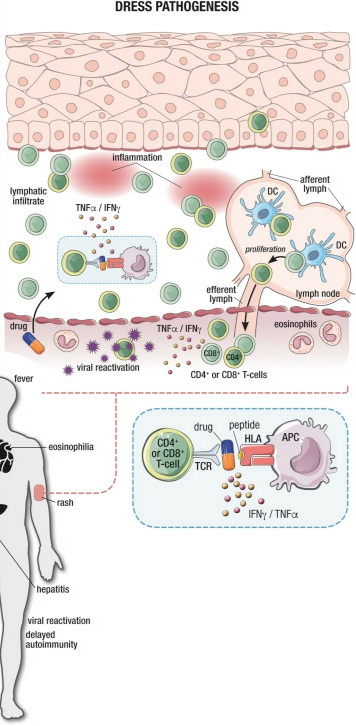 DRESS PATHOGENESIS
inflammation
lymphatic
infiltrate
TNFα / IFNγ
afferent
lymph
DC
proliferation
DC
efferent
lymph
lymph node
drug
viral reactivation
TNFα / IFNγ
CD8⁺
CD4⁺
eosinophils
CD4⁺ or CD8⁺ T-cells
fever
eosinophilia
rash
hepatitis
viral reactivation
delayed
autoimmunity
CD4⁺
or CD8⁺
T-cell
TCR
drug
peptide
HLA
APC
IFNγ / TNFα